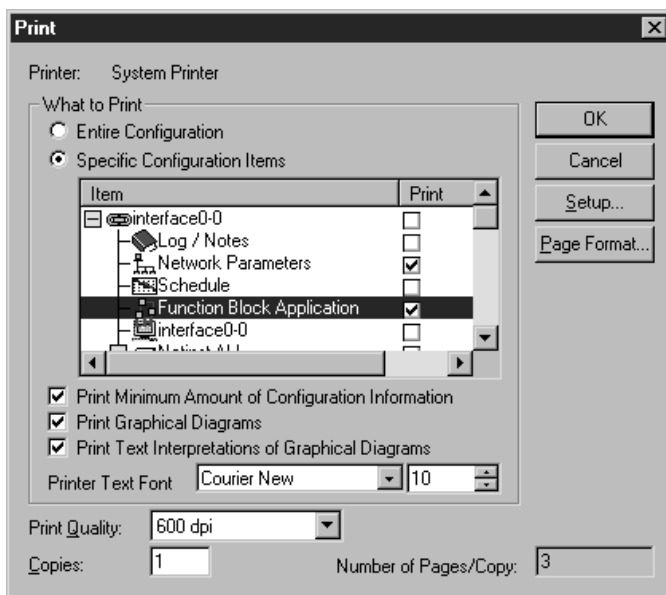 Print
Printer: System Printer
What to Print
Entire Configuration
Specific Configuration Items
Item Print
interface0-0
Log / Notes
Network Parameters
Schedule
Function Block Application
interface0-0
Print Minimum Amount of Configuration Information
Print Graphical Diagrams
Print Text Interpretations of Graphical Diagrams
Printer Text Font Courier New 10
Print Quality: 600 dpi
Copies: 1 Number of Pages/Copy: 3
OK
Cancel
Setup...
Page Format...